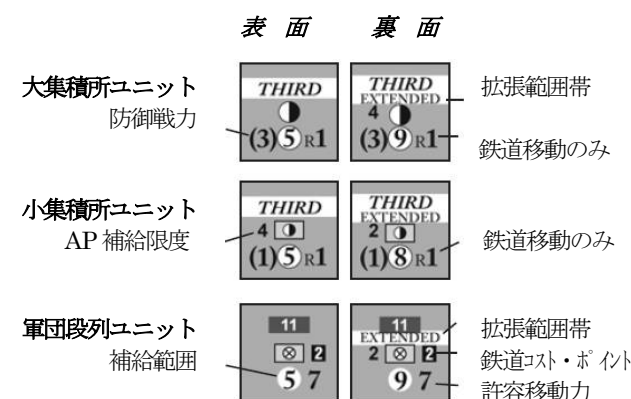 表 面 裏 面
大集積所ユニット
防御戦力
THIRD
(3) 5 R1
THIRD
EXTENDED
4
(3) 9 R1
拡張範囲帯
鉄道移動のみ
小集積所ユニット
AP 補給限度
THIRD
4
(1) 5 R1
THIRD
EXTENDED
2
(1) 8 R1
鉄道移動のみ
軍団段列ユニット
補給範囲
11
2
5 7
11
EXTENDED
2 2
9 7
拡張範囲帯
鉄道コスト・ポイント
許容移動力